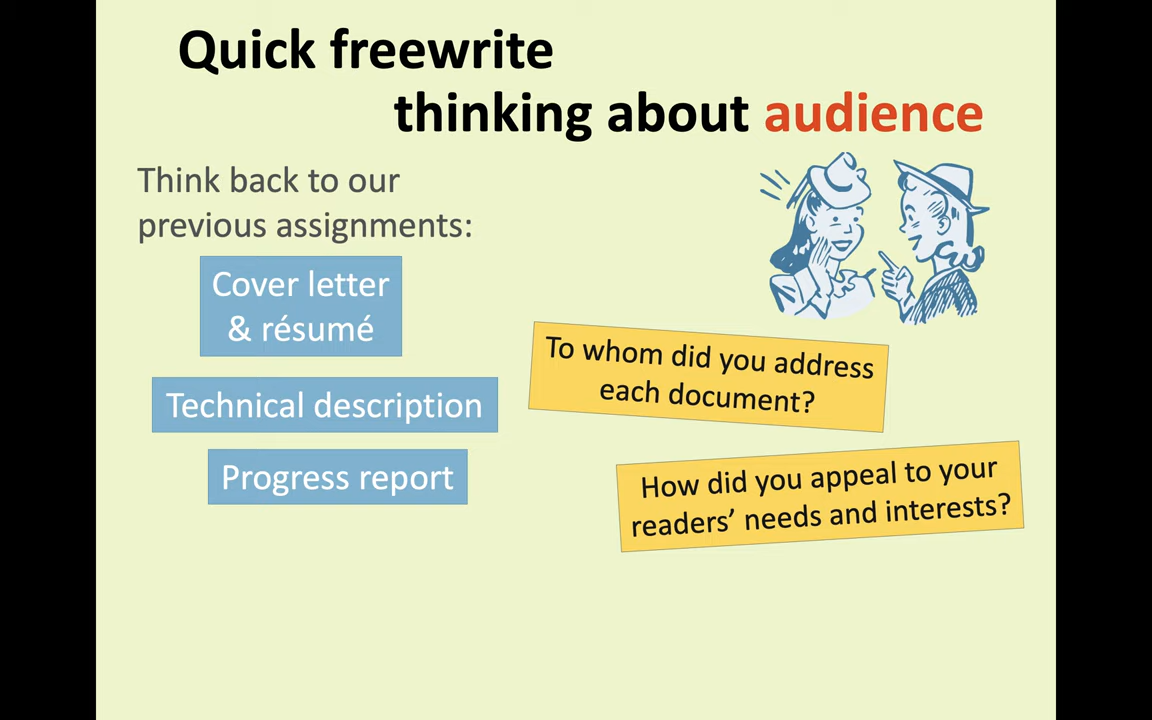 Quick freewrite
thinking about audience
Think back to our
previous assignments:
Cover letter
& résumé
Technical description
Progress report
To whom did you address
each document?
How did you appeal to your
readers’ needs and interests?